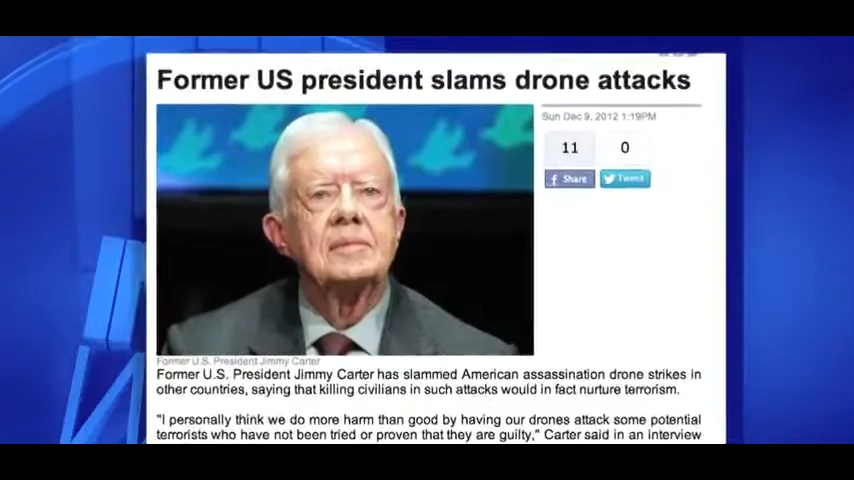 Former US president slams drone attacks
Sun Dec 9, 2012 1:19PM
11 0
Share Tweet
Former U.S. President Jimmy Carter
Former U.S. President Jimmy Carter has slammed American assassination drone strikes in
other countries, saying that killing civilians in such attacks would in fact nurture terrorism.
"I personally think we do more harm than good by having our drones attack some potential
terrorists who have not been tried or proven that they are guilty," Carter said in an interview